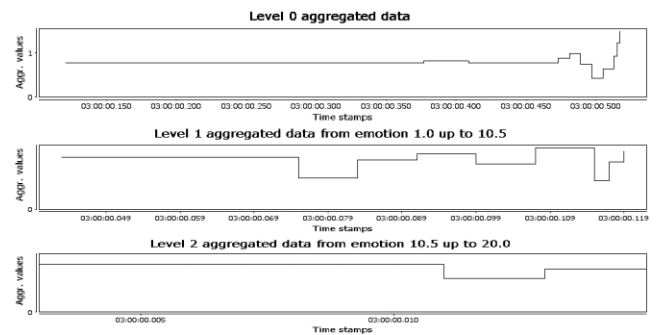 Level 0 aggregated data
Aggr. values
1
0
03:00:00.150 03:00:00.200 03:00:00.250 03:00:00.300 03:00:00.350 03:00:00.400 03:00:00.450 03:00:00.500
Time stamps
Level 1 aggregated data from emotion 1.0 up to 10.5
Aggr. values
0
03:00:00.049 03:00:00.059 03:00:00.069 03:00:00.079 03:00:00.089 03:00:00.099 03:00:00.109 03:00:00.119
Time stamps
Level 2 aggregated data from emotion 10.5 up to 20.0
Aggr. values
0
03:00:00.005 03:00:00.010
Time stamps